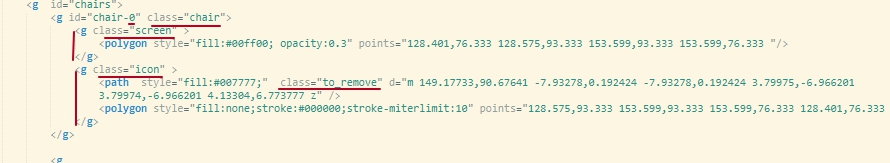 <g id="chairs">
<g id="chair-0" class="chair">
<g class="screen" >
<polygon style="fill:#00ff00; opacity:0.3" points="128.401,76.333 128.575,93.333 153.599,93.333 153.599,76.333 "/>
</g>
<g class="icon" >
<path style="fill:#007777;" class="to_remove" d="m 149.17733,90.67641 -7.93278,0.192424 -7.93278,0.192424 3.79975,-6.966201
3.79974,-6.966201 4.13304,6.773777 z" />
<polygon style="fill:none;stroke:#000000;stroke-miterlimit:10" points="128.575,93.333 153.599,93.333 153.599,76.333 128.401,76.333
</g>
</g>
<g